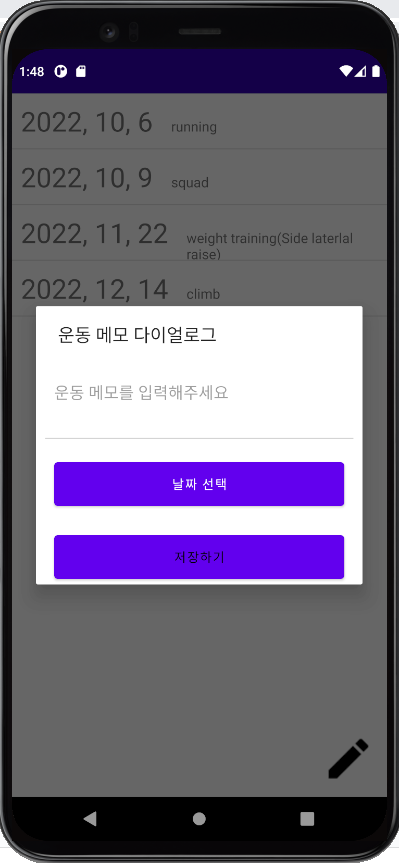 1:48
2022, 10, 6 running
2022, 10, 9 squad
2022, 11, 22 weight training(Side laterlal
raise)
2022, 12, 14 climb
운동 메모 다이얼로그
운동 메모를 입력해주세요
날짜 선택
저장하기